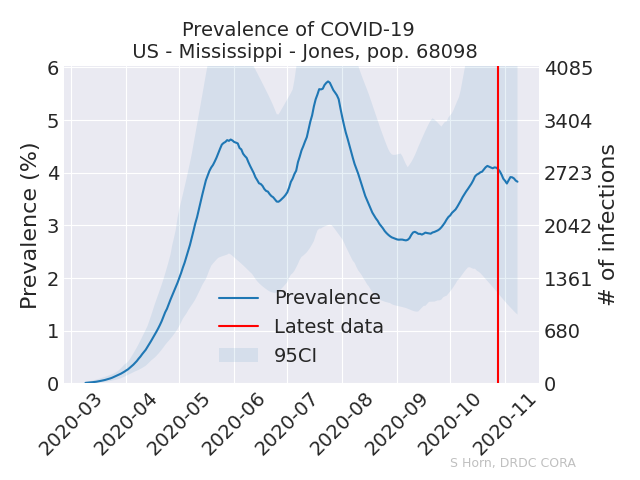 Prevalence of COVID-19
US - Mississippi - Jones, pop. 68098
Prevalence (%)
6
5
4
3
2
1
0
4085
3404
2723
2042
1361
680
0
# of infections
Prevalence
Latest data
95CI
2020-03
2020-04
2020-05
2020-06
2020-07
2020-08
2020-09
2020-10
2020-11
S Horn, DRDC CORA